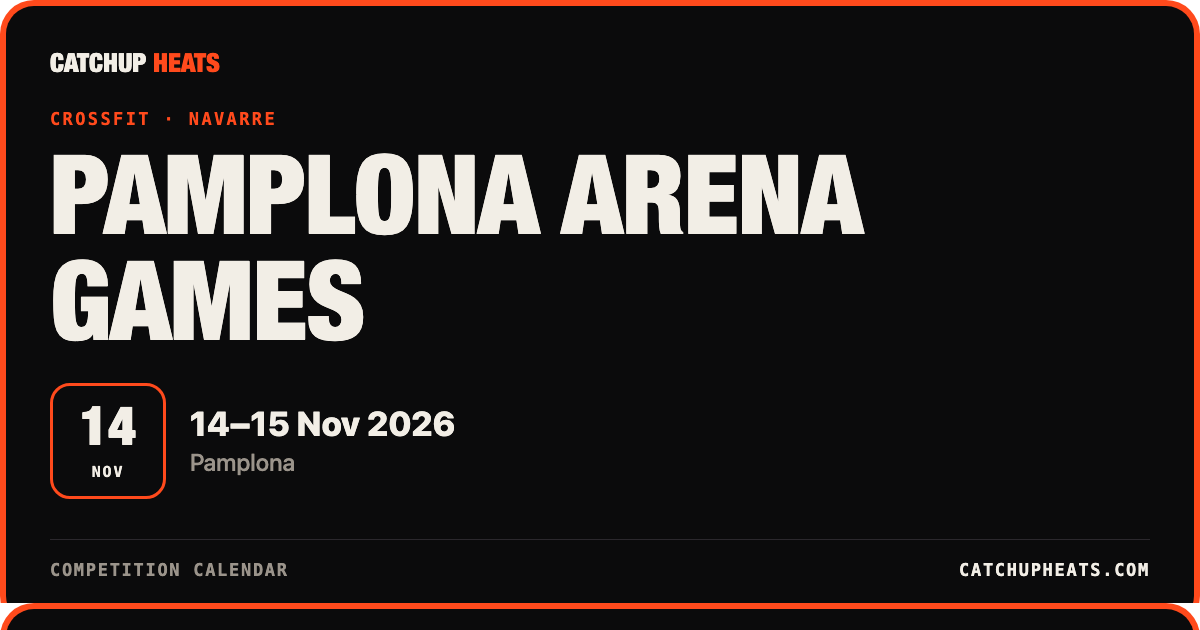 CATCHUP HEATS
CROSSFIT · NAVARRE
PAMPLONA ARENA
GAMES
14
NOV
14–15 Nov 2026
Pamplona
COMPETITION CALENDAR
CATCHUPHEATS.COM